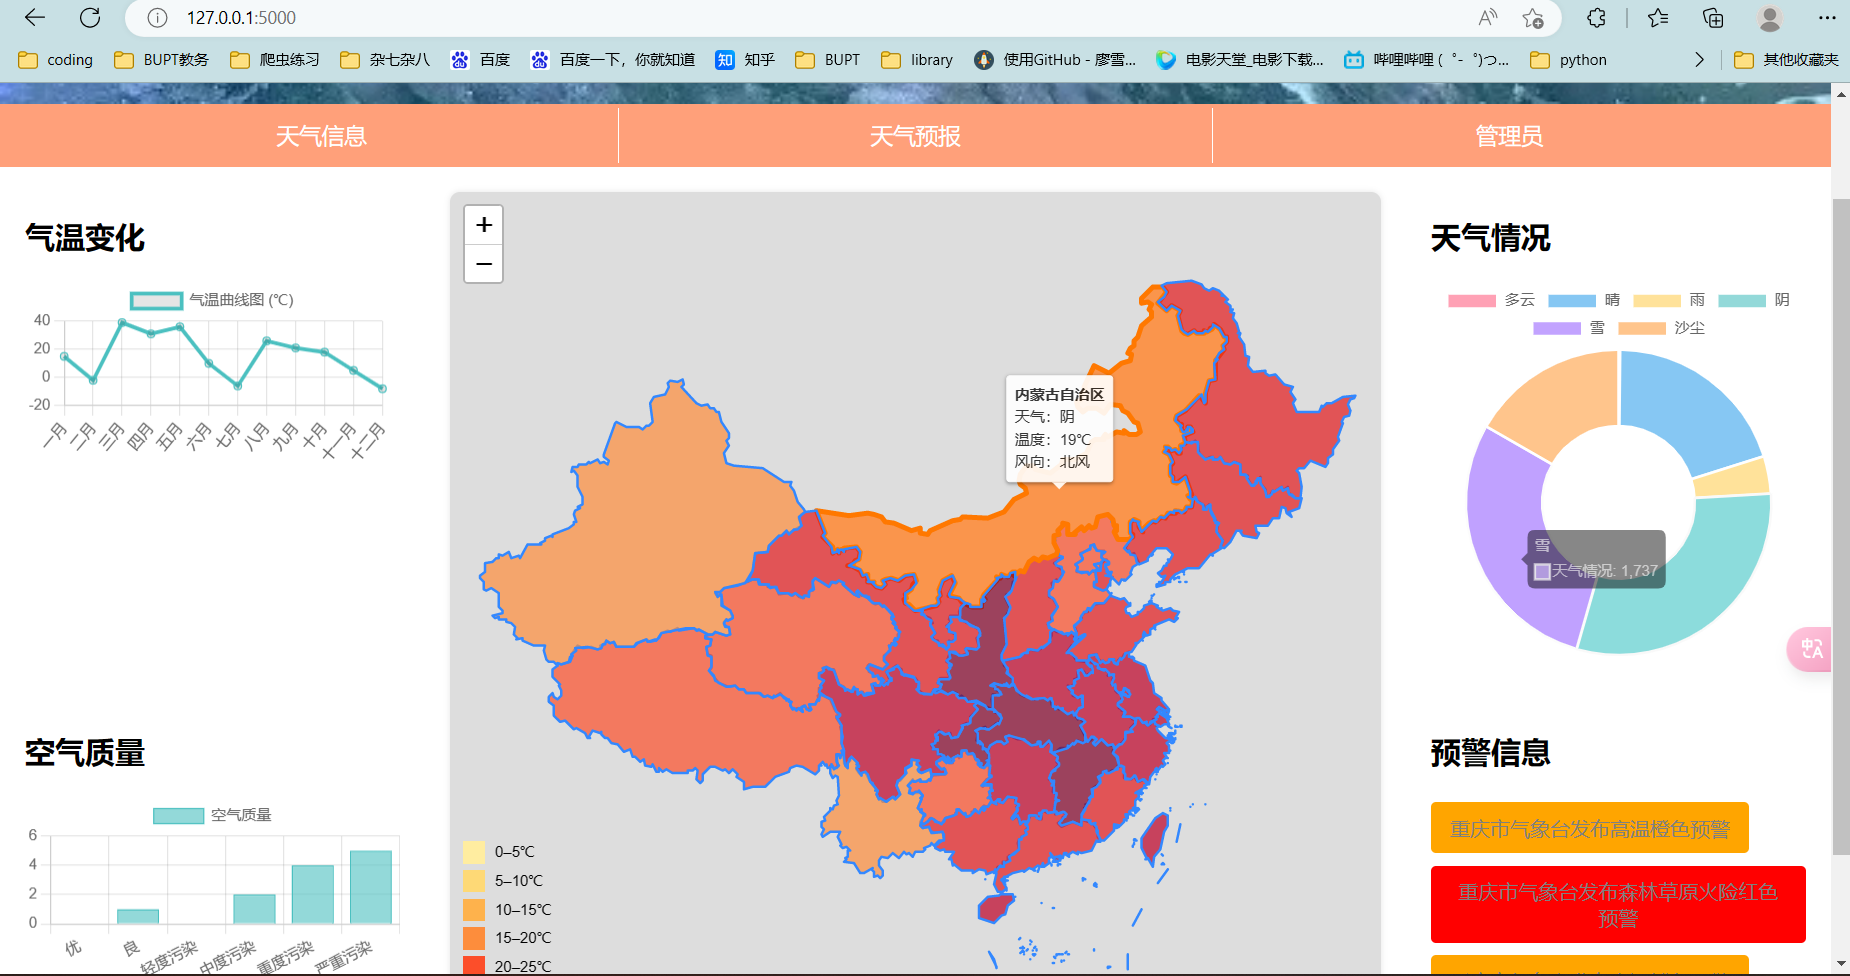 127.0.0.1:5000
coding
BUPT教务
爬虫练习
杂七杂八
百度
百度一下，你就知道
知乎
BUPT
library
使用GitHub - 廖雪...
电影天堂_电影下载...
哔哩哔哩 (゜-゜)つ...
python
其他收藏夹
天气信息
天气预报
管理员
气温变化
气温曲线图 (℃)
40
20
0
-20
一月
二月
三月
四月
五月
六月
七月
八月
九月
十月
十一月
十二月
空气质量
空气质量
6
4
2
0
优
良
轻度污染
中度污染
重度污染
严重污染
+
−
内蒙古自治区
天气：阴
温度：19℃
风向：北风
0–5℃
5–10℃
10–15℃
15–20℃
20–25℃
天气情况
多云
晴
雨
阴
雪
沙尘
雪
天气情况: 1,737
预警信息
重庆市气象台发布高温橙色预警
重庆市气象台发布森林草原火险红色
预警